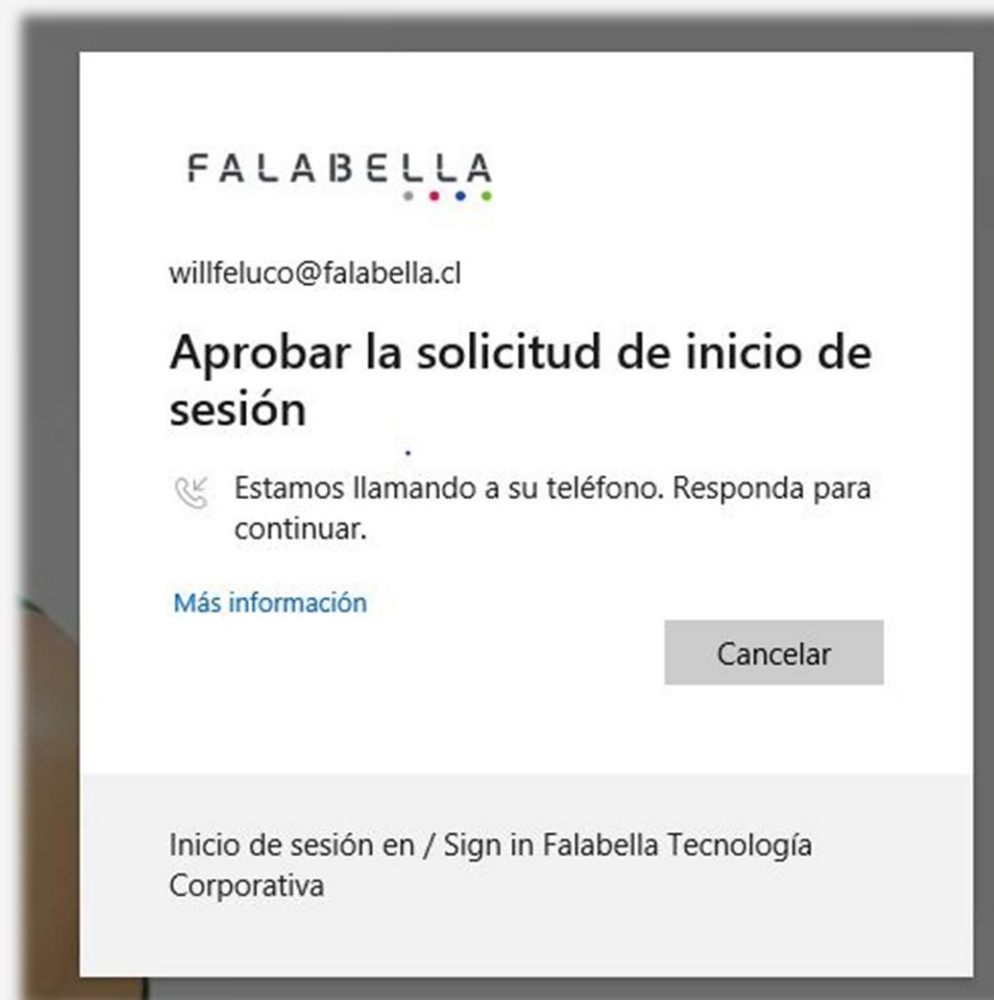 FALABELLA
willfeluco@falabella.cl
Aprobar la solicitud de inicio de
sesión
Estamos llamando a su teléfono. Responda para
continuar.
Más información
Cancelar
Inicio de sesión en / Sign in Falabella Tecnología
Corporativa